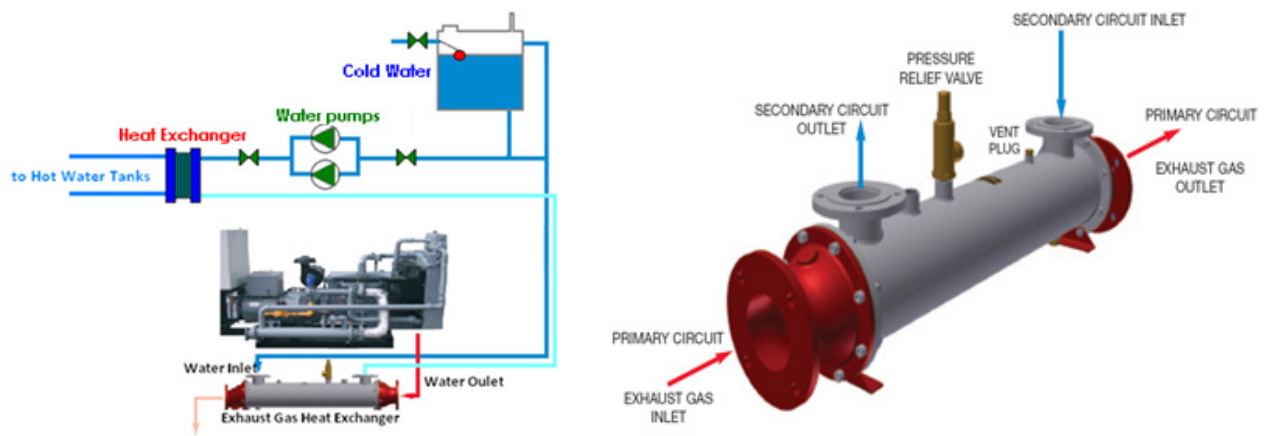 Cold Water
Water pumps
Heat Exchanger
to Hot Water Tanks
Water Inlet
Water Oulet
Exhaust Gas Heat Exchanger
SECONDARY CIRCUIT INLET
PRESSURE
RELIEF VALVE
SECONDARY CIRCUIT
OUTLET
VENT
PLUG
PRIMARY CIRCUIT
EXHAUST GAS
OUTLET
PRIMARY CIRCUIT
EXHAUST GAS
INLET